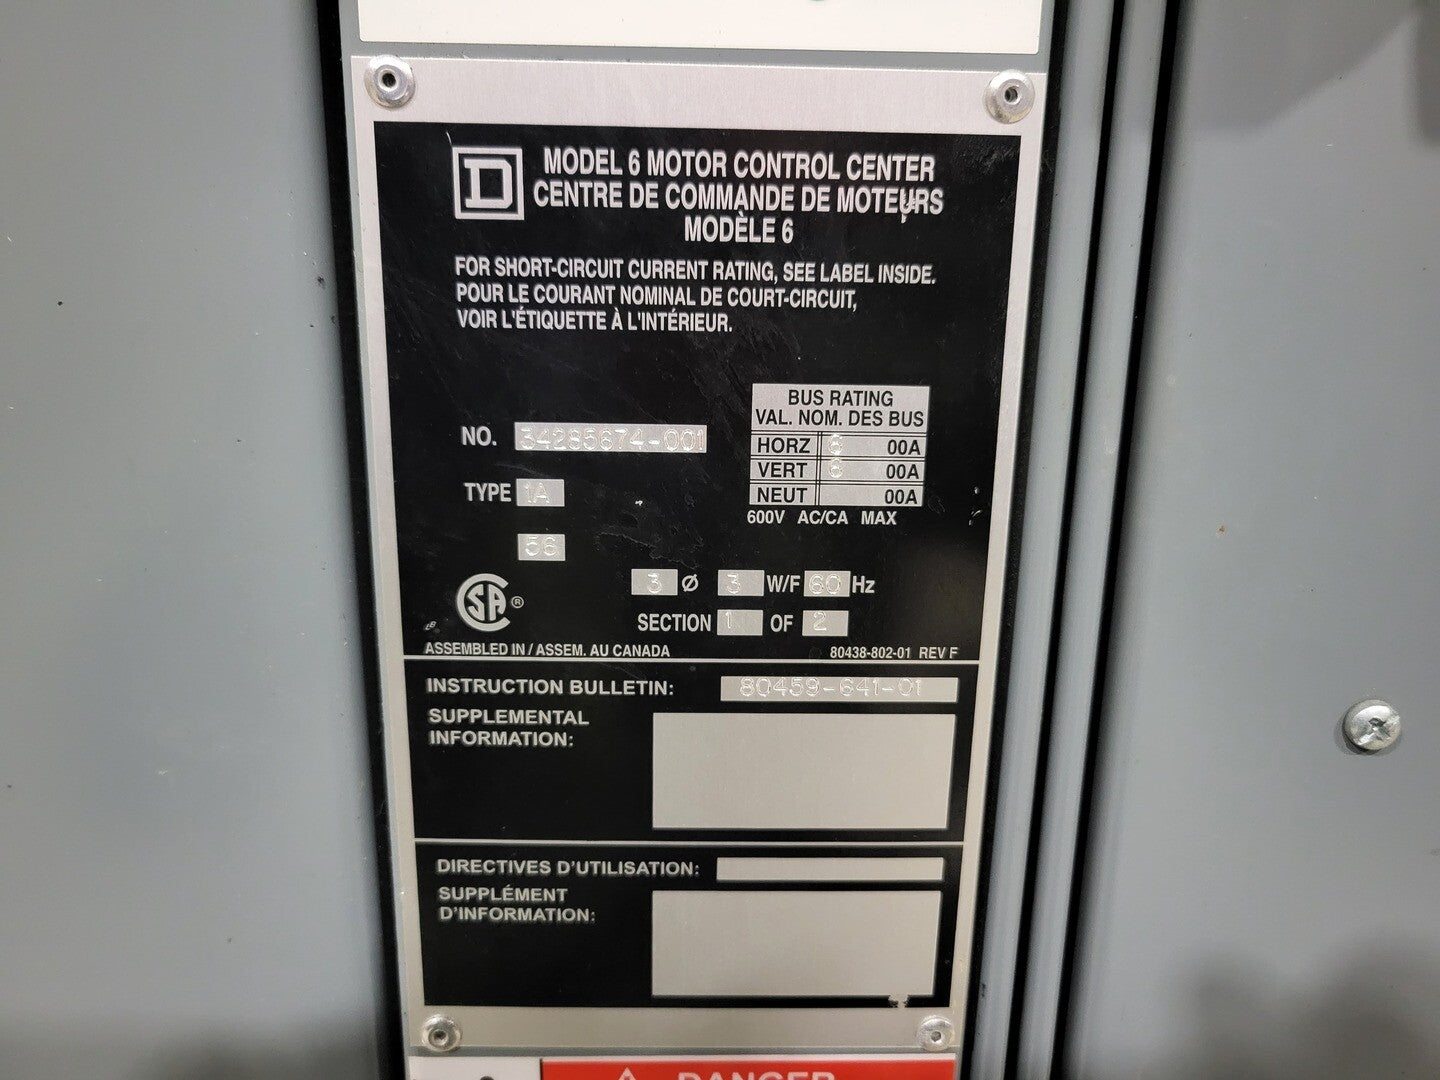 MODEL 6 MOTOR CONTROL CENTER
CENTRE DE COMMANDE DE MOTEURS
MODÈLE 6
FOR SHORT-CIRCUIT CURRENT RATING, SEE LABEL INSIDE.
POUR LE COURANT NOMINAL DE COURT-CIRCUIT,
VOIR L'ÉTIQUETTE À L'INTÉRIEUR.
BUS RATING
VAL. NOM. DES BUS
HORZ 00A
VERT 00A
NEUT 00A
600V AC/CA MAX
NO. 34285674-001
TYPE 1A
3 Ø 3 W/F 60 Hz
SECTION 1 OF 2
SA ®
ASSEMBLED IN / ASSEM. AU CANADA
80438-802-01 REV F
INSTRUCTION BULLETIN: 80459-641-01
SUPPLEMENTAL
INFORMATION:
DIRECTIVES D'UTILISATION:
SUPPLÉMENT
D'INFORMATION:
DANGER